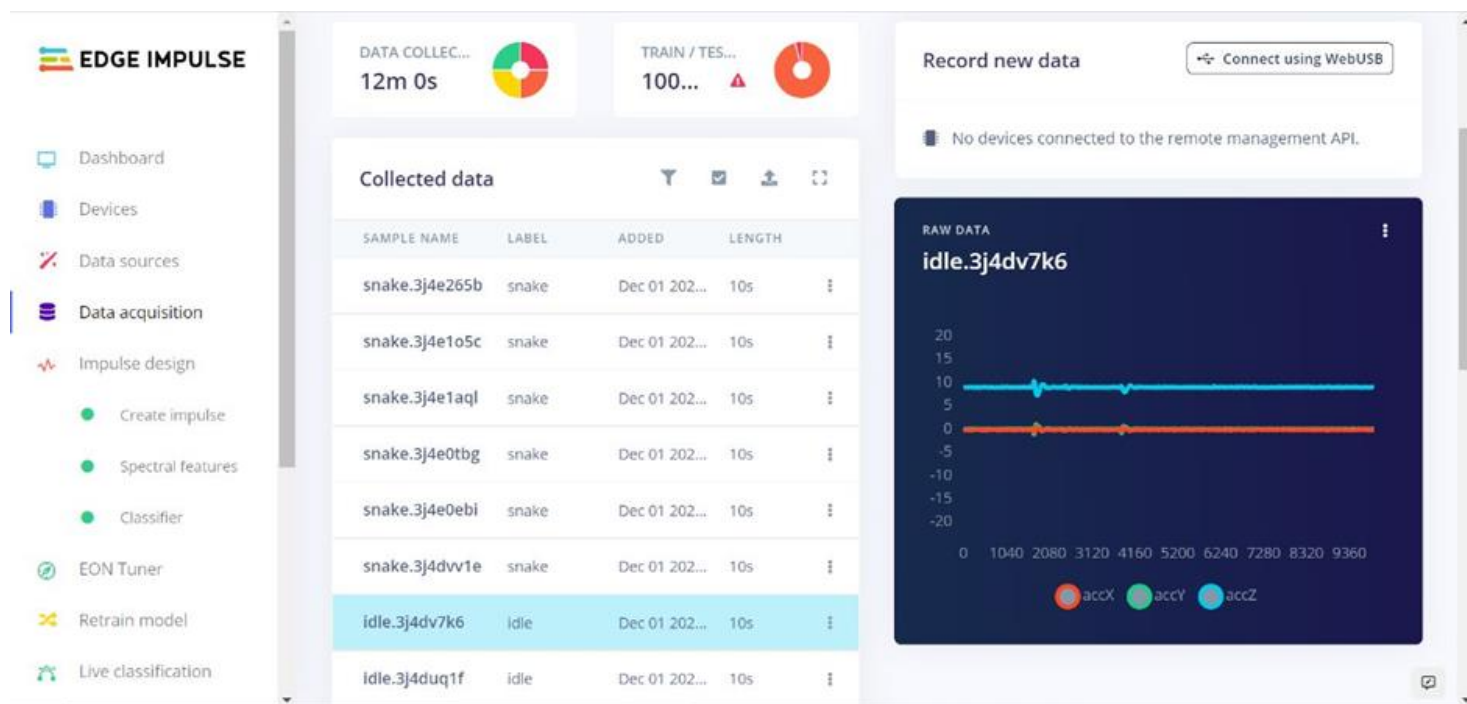 EDGE IMPULSE
Dashboard
Devices
Data sources
Data acquisition
Impulse design
Create impulse
Spectral features
Classifier
EON Tuner
Retrain model
Live classification
DATA COLLEC...
12m 0s
TRAIN / TES...
100...
Collected data
SAMPLE NAME LABEL ADDED LENGTH
snake.3j4e265b snake Dec 01 202... 10s
snake.3j4e1o5c snake Dec 01 202... 10s
snake.3j4e1aql snake Dec 01 202... 10s
snake.3j4e0tbg snake Dec 01 202... 10s
snake.3j4e0ebi snake Dec 01 202... 10s
snake.3j4dvv1e snake Dec 01 202... 10s
idle.3j4dv7k6 idle Dec 01 202... 10s
idle.3j4duq1f idle Dec 01 202... 10s
Record new data
Connect using WebUSB
No devices connected to the remote management API.
RAW DATA
idle.3j4dv7k6
20
15
10
5
0
-5
-10
-15
-20
0 1040 2080 3120 4160 5200 6240 7280 8320 9360
accX accY accZ